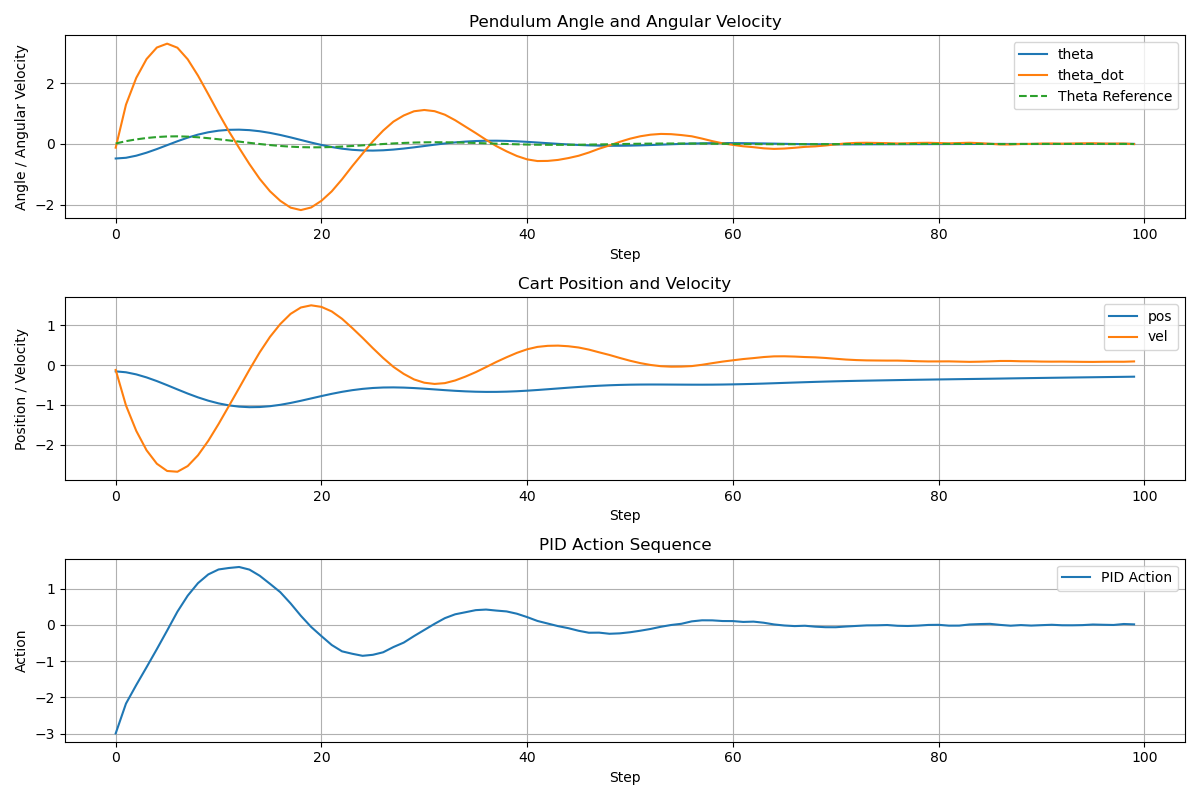 Pendulum Angle and Angular Velocity
Angle / Angular Velocity
2
0
−2
theta
theta_dot
Theta Reference
0 20 40 60 80 100
Step
Cart Position and Velocity
Position / Velocity
1
0
−1
−2
pos
vel
0 20 40 60 80 100
Step
PID Action Sequence
Action
1
0
−1
−2
−3
PID Action
0 20 40 60 80 100
Step